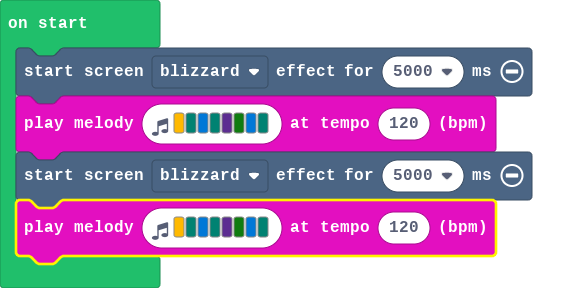 on start
start screen blizzard effect for 5000 ms
play melody at tempo 120 (bpm)
start screen blizzard effect for 5000 ms
play melody at tempo 120 (bpm)